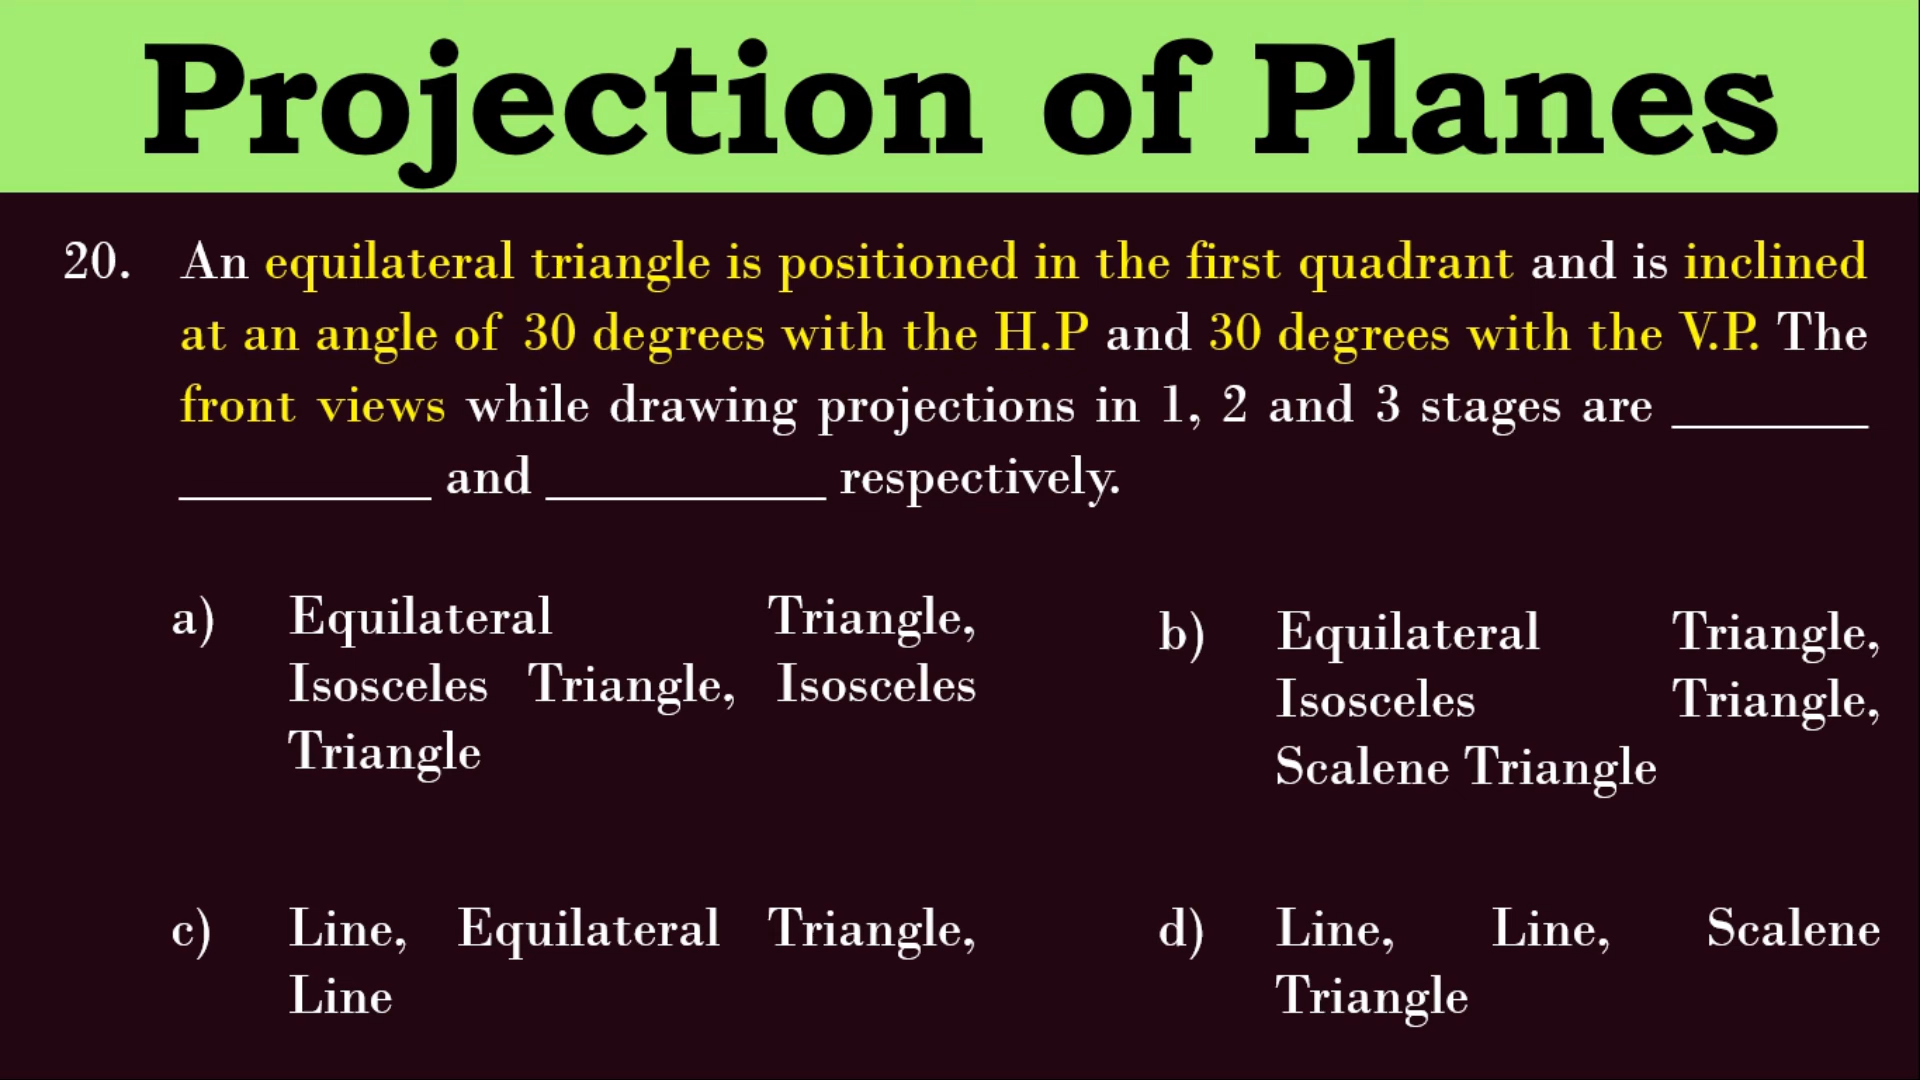 Projection of Planes
20. An equilateral triangle is positioned in the first quadrant and is inclined
at an angle of 30 degrees with the H.P and 30 degrees with the V.P. The
front views while drawing projections in 1, 2 and 3 stages are _______
_________ and __________ respectively.
a) Equilateral Triangle,
Isosceles Triangle, Isosceles
Triangle
b) Equilateral Triangle,
Isosceles Triangle,
Scalene Triangle
c) Line, Equilateral Triangle,
Line
d) Line, Line, Scalene
Triangle